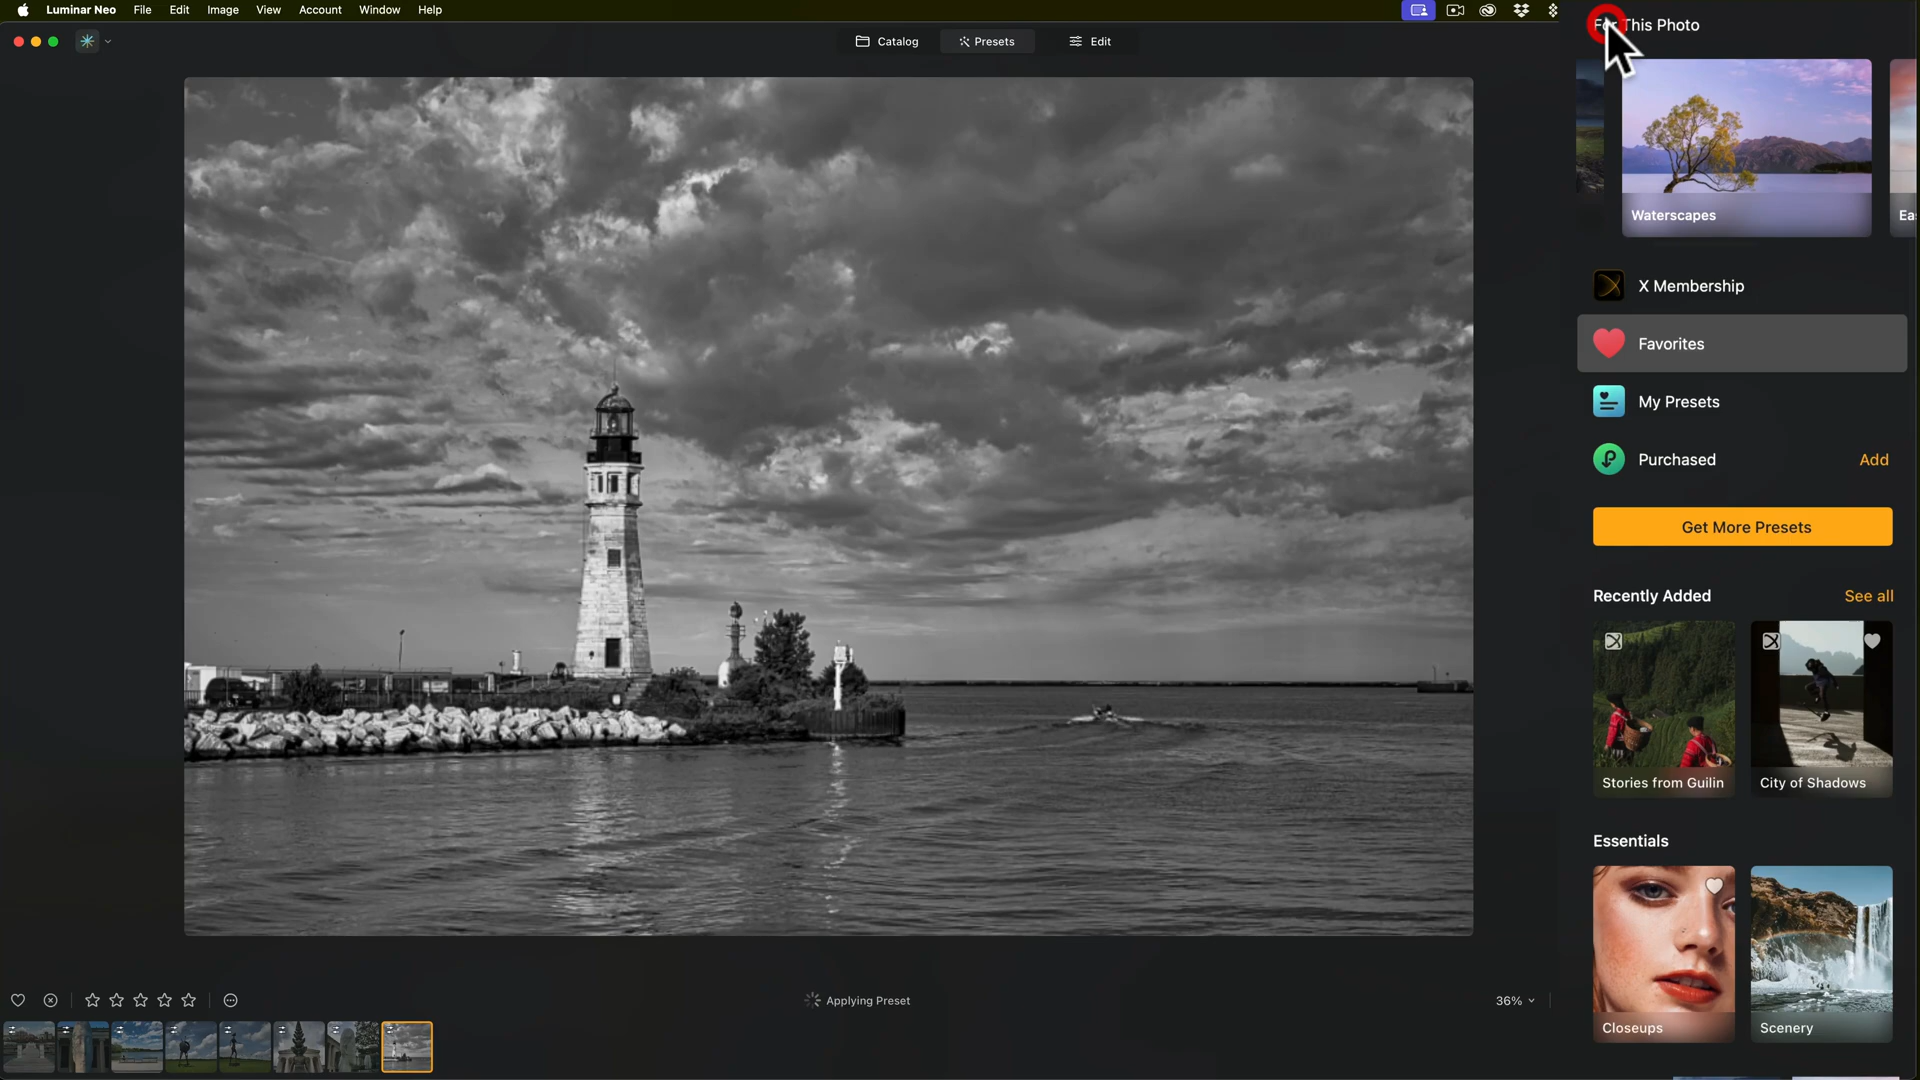 Luminar Neo File Edit Image View Account Window Help
Catalog Presets Edit
For This Photo
Waterscapes
Ea
X Membership
Favorites
My Presets
Purchased Add
Get More Presets
Recently Added See all
Stories from Guilin City of Shadows
Essentials
Closeups Scenery
Applying Preset 36%